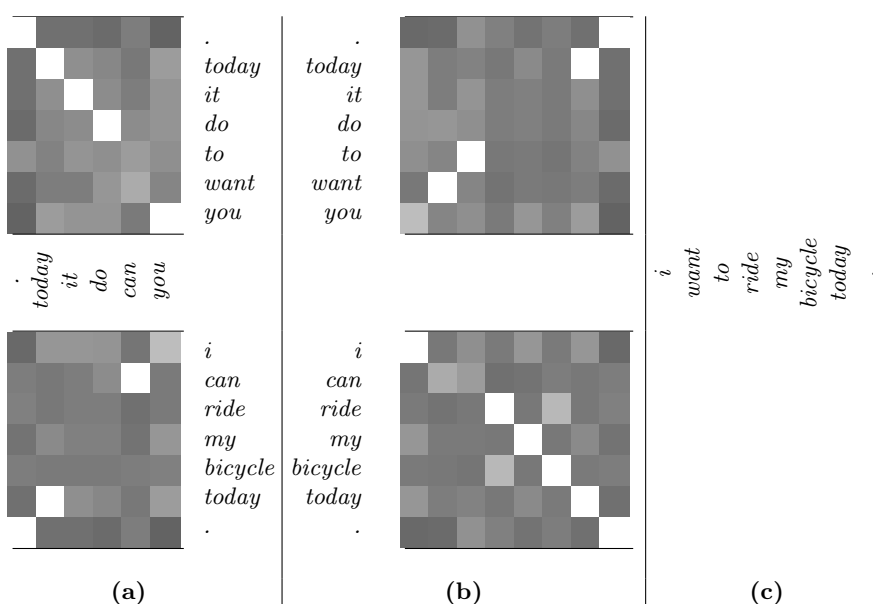 .
today
it
do
to
want
you
.
today
it
do
to
want
you
. today it do can you
i want to ride my bicycle today .
i
can
ride
my
bicycle
today
.
i
can
ride
my
bicycle
today
.
(a)
(b)
(c)